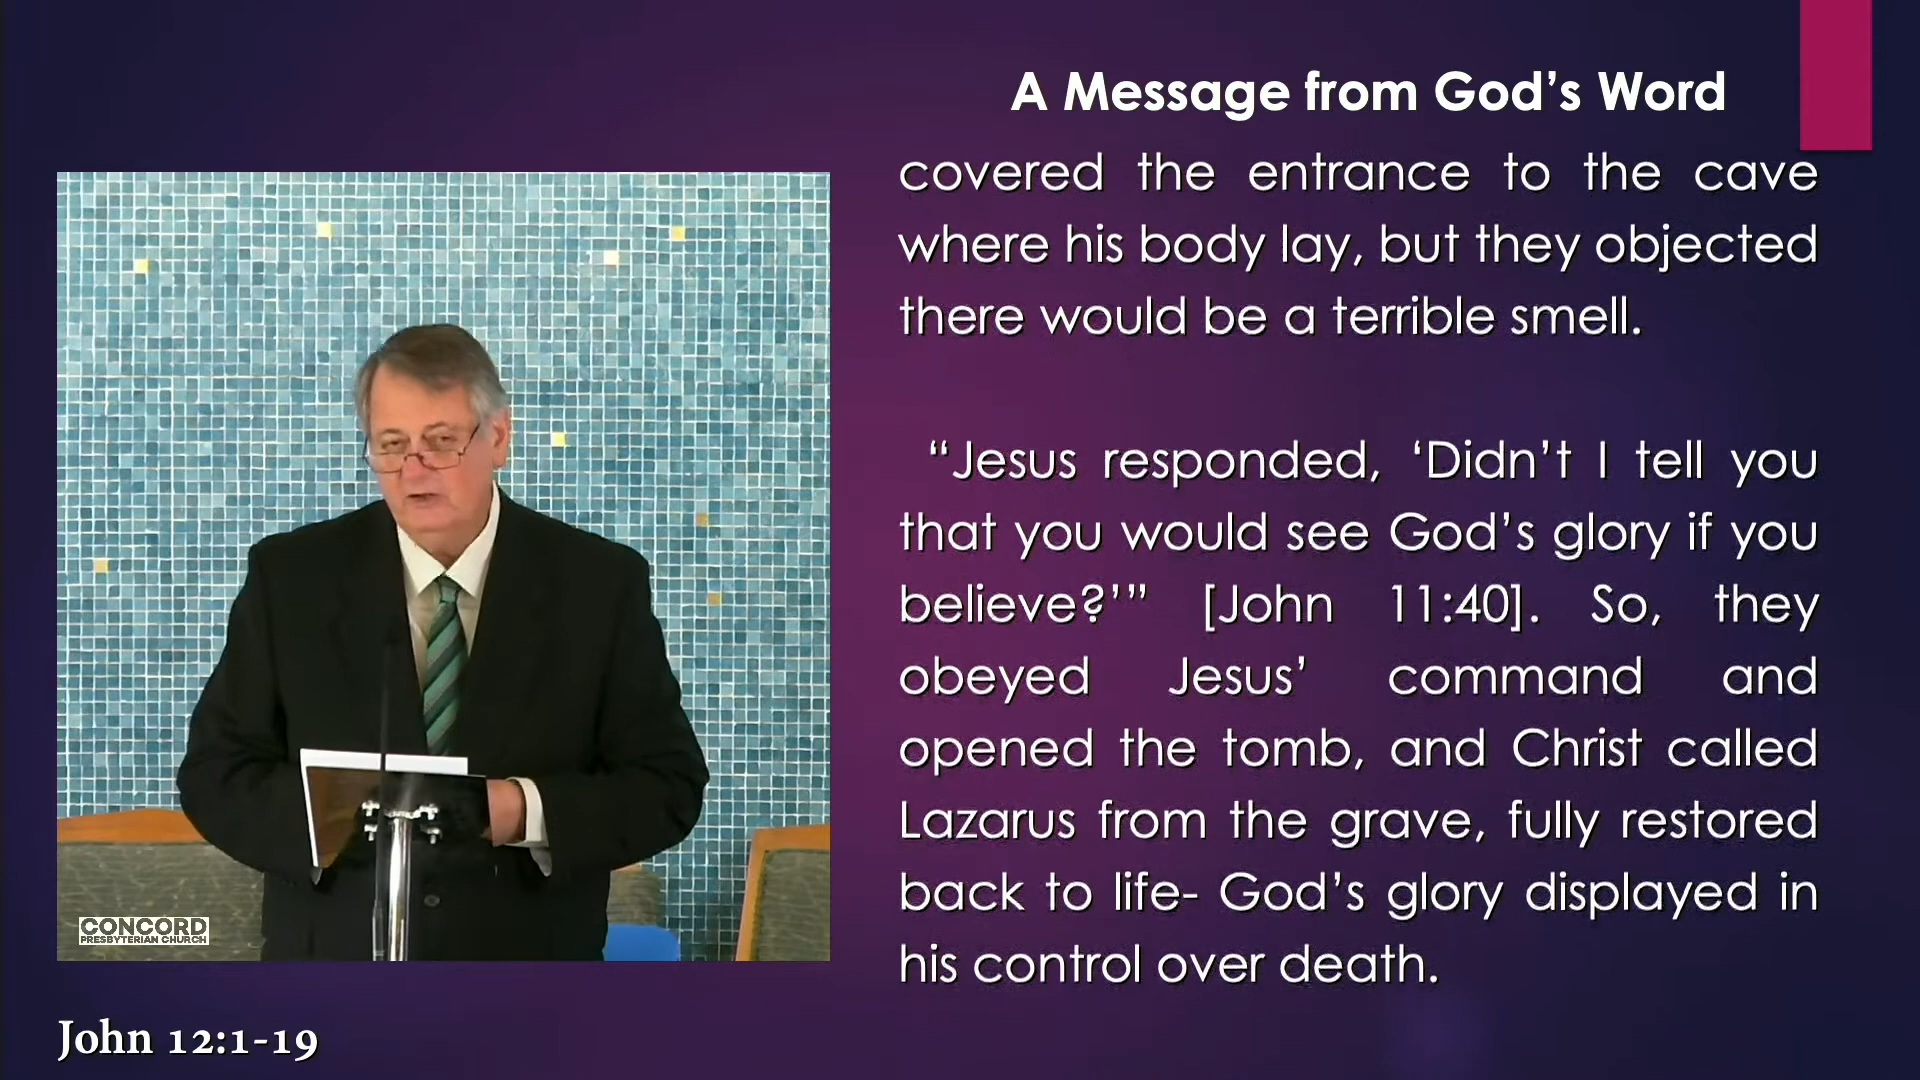 A Message from God’s Word
covered the entrance to the cave
where his body lay, but they objected
there would be a terrible smell.
“Jesus responded, ‘Didn’t I tell you
that you would see God’s glory if you
believe?’” [John 11:40]. So, they
obeyed Jesus’ command and
opened the tomb, and Christ called
Lazarus from the grave, fully restored
back to life- God’s glory displayed in
his control over death.
CONCORD
PRESBYTERIAN CHURCH
John 12:1-19